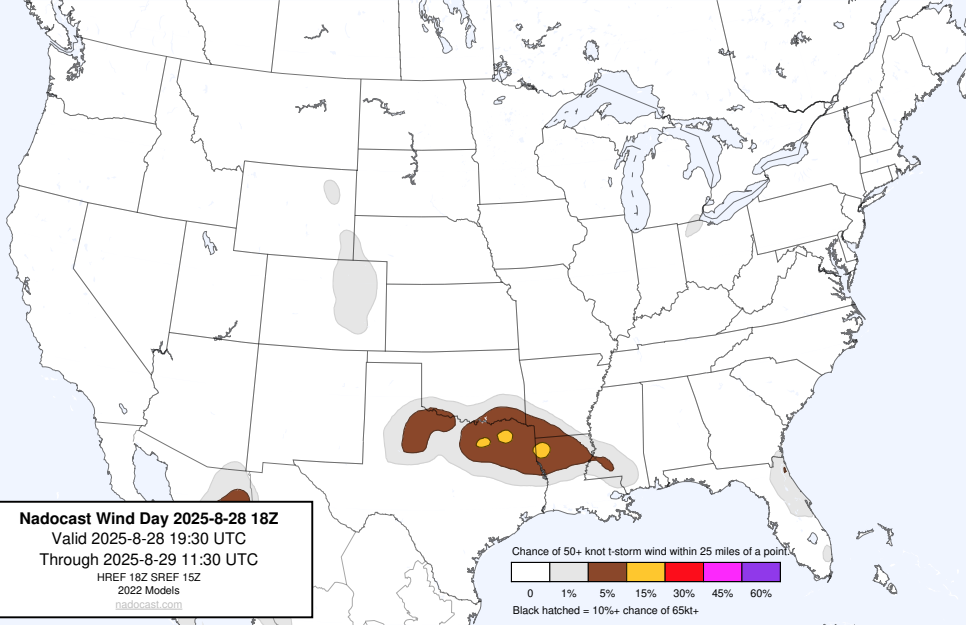 Nadocast Wind Day 2025-8-28 18Z
Valid 2025-8-28 19:30 UTC
Through 2025-8-29 11:30 UTC
HREF 18Z SREF 15Z
2022 Models
nadocast.com
Chance of 50+ knot t-storm wind within 25 miles of a point.
0 1% 5% 15% 30% 45% 60%
Black hatched = 10%+ chance of 65kt+